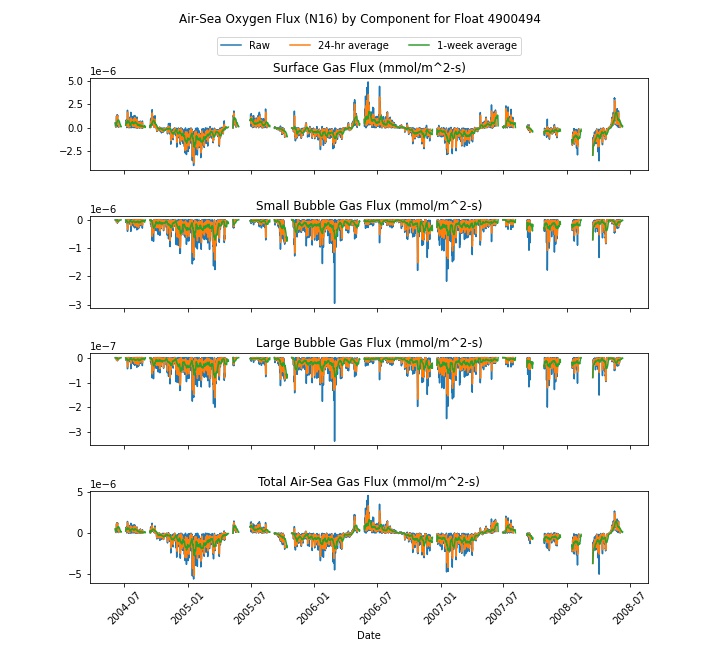 Air-Sea Oxygen Flux (N16) by Component for Float 4900494
Raw 24-hr average 1-week average
Surface Gas Flux (mmol/m^2-s)
1e−6
5.0
2.5
0.0
−2.5
Small Bubble Gas Flux (mmol/m^2-s)
1e−6
0
−1
−2
−3
Large Bubble Gas Flux (mmol/m^2-s)
1e−7
0
−1
−2
−3
Total Air-Sea Gas Flux (mmol/m^2-s)
1e−6
5
0
−5
2004-07 2005-01 2005-07 2006-01 2006-07 2007-01 2007-07 2008-01 2008-07
Date